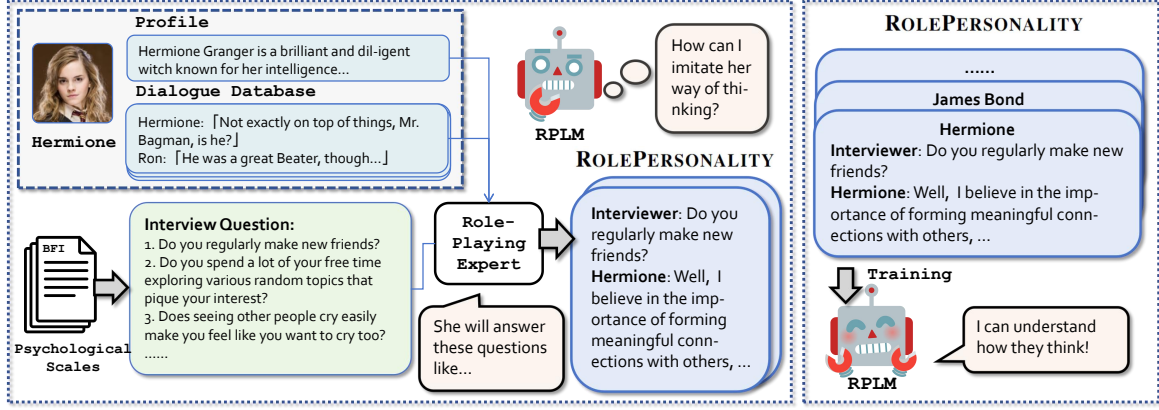 Profile
Hermione Granger is a brilliant and dil-igent
witch known for her intelligence...
Dialogue Database
Hermione:「Not exactly on top of things, Mr.
Bagman, is he?」
Ron:「He was a great Beater, though...」
Hermione
How can I
imitate her
way of thi-
nking?
RPLM
ROLEPERSONALITY
BFI
Psychological
Scales
Interview Question:
1. Do you regularly make new friends?
2. Do you spend a lot of your free time
exploring various random topics that
pique your interest?
3. Does seeing other people cry easily
make you feel like you want to cry too?
......
Role-
Playing
Expert
She will answer
these questions
like...
Interviewer: Do you
regularly make new
friends?
Hermione: Well, I
believe in the imp-
ortance of forming
meaningful conn-
ections with others, ...
ROLEPERSONALITY
......
James Bond
Hermione
Interviewer: Do you regularly make new
friends?
Hermione: Well, I believe in the imp-
ortance of forming meaningful conn-
ections with others, ...
Training
RPLM
I can understand
how they think!